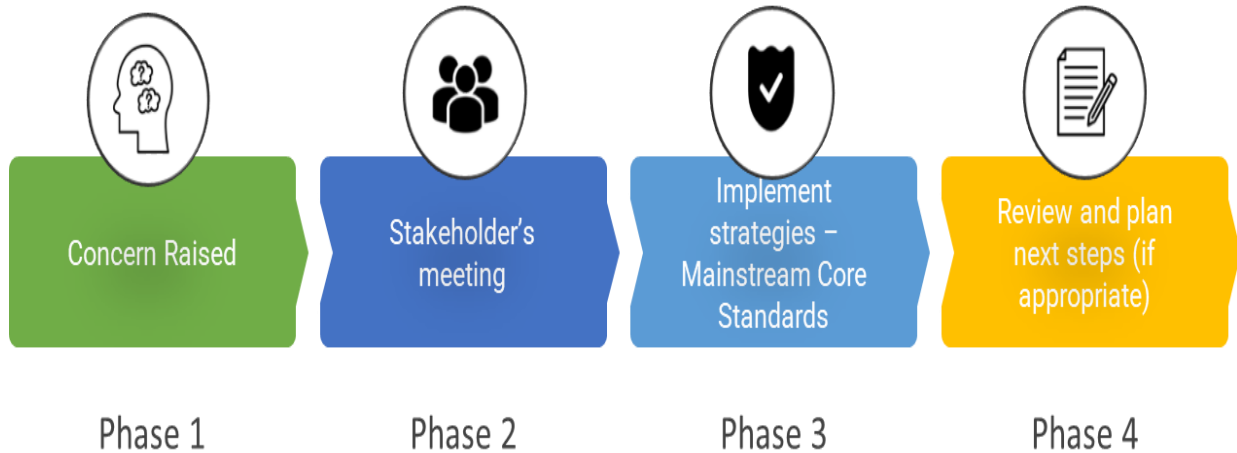 Concern Raised
Stakeholder’s
meeting
Implement
strategies –
Mainstream Core
Standards
Review and plan
next steps (if
appropriate)
Phase 1
Phase 2
Phase 3
Phase 4